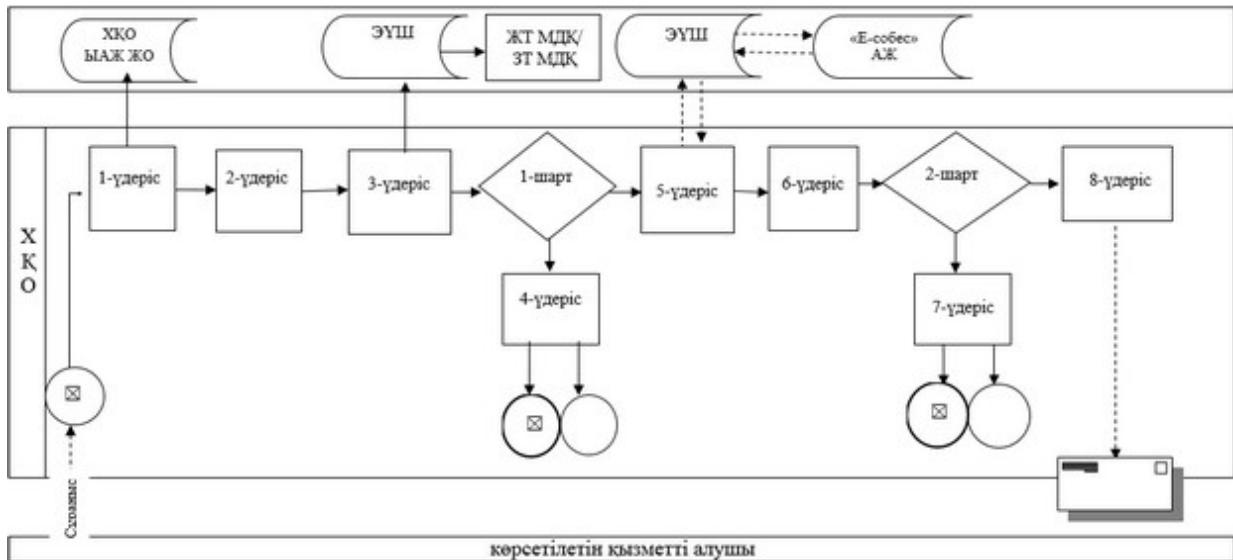 ХҚО
ЫАЖ ЖО
ЭҮШ
ЖТ МДҚ/
ЗТ МДҚ
ЭҮШ
«Е-собес»
АЖ
1-үдеріс
2-үдеріс
3-үдеріс
1-шарт
5-үдеріс
6-үдеріс
2-шарт
8-үдеріс
Х
Қ
О
4-үдеріс
7-үдеріс
Сұраныс
көрсетілетін қызметті алушы